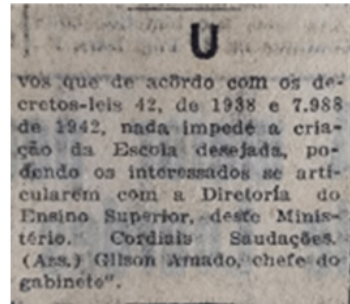 U
vos que de acôrdo com os de-
cretos-leis 42, de 1938 e 7.988
de 1942, nada impede a cria-
ção da Escola desejada, po-
dendo os interessados se arti-
cularem com a Diretoria do
Ensino Superior, deste Minis-
tério. Cordiais Saudações.
(Ass.) Gilson Amado, chefe do
gabinete".